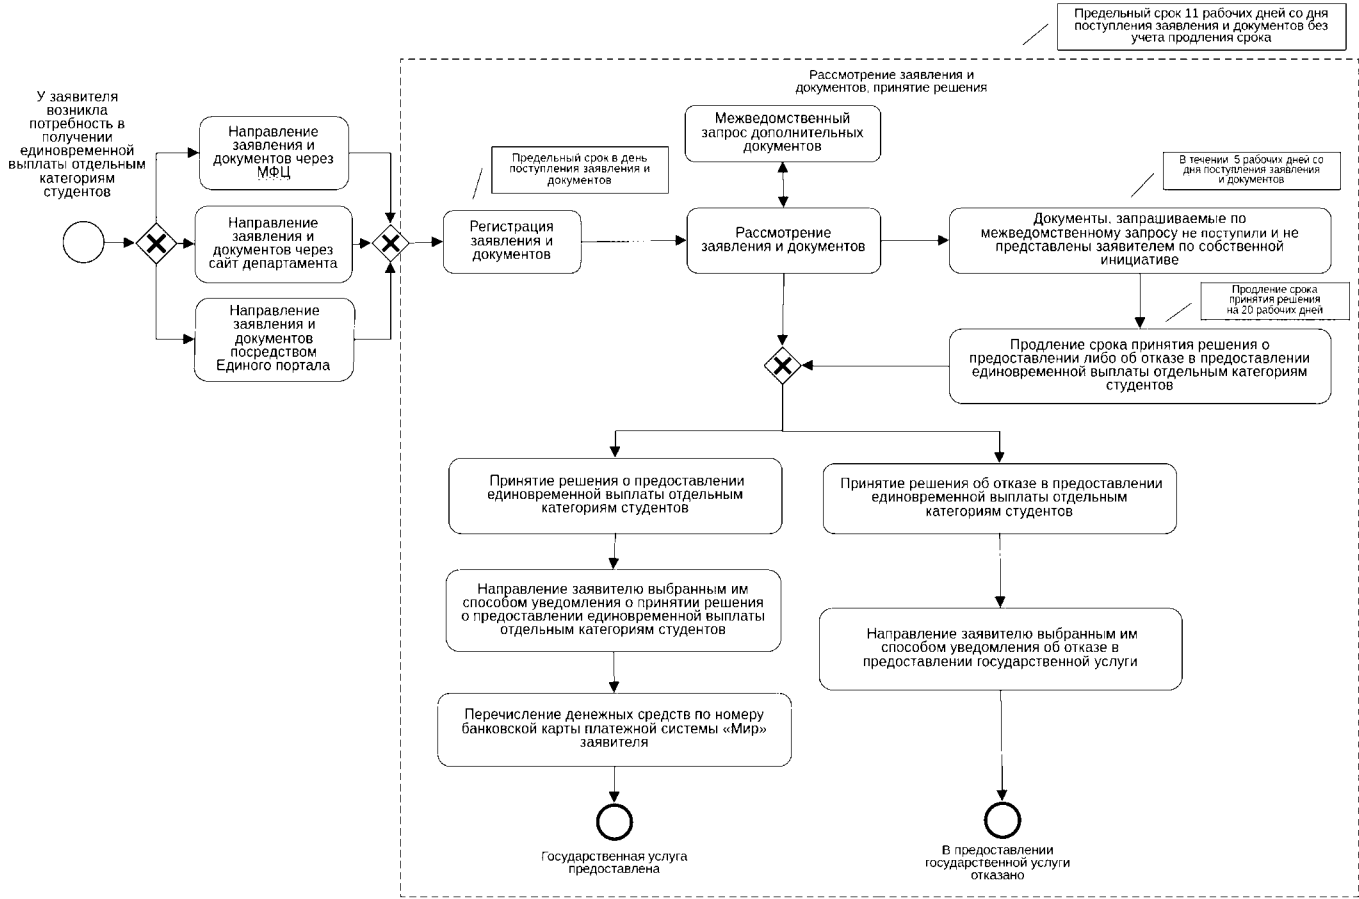 Предельный срок 11 рабочих дней со дня
поступления заявления и документов без
учета продления срока
Рассмотрение заявления и
документов, принятие решения
У заявителя
возникла
потребность в
получении
единовременной
выплаты отдельным
категориям
студентов
Направление
заявления и
документов через
МФЦ
Направление
заявления и
документов через
сайт департамента
Направление
заявления и
документов
посредством
Единого портала
Предельный срок в день
поступления заявления и
документов
Регистрация
заявления и
документов
Межведомственный
запрос дополнительных
документов
Рассмотрение
заявления и документов
В течении 5 рабочих дней со
дня поступления заявления
и документов
Документы, запрашиваемые по
межведомственному запросу не поступили и не
представлены заявителем по собственной
инициативе
Продление срока
принятия решения
на 20 рабочих дней
Продление срока принятия решения о
предоставлении либо об отказе в предоставлении
единовременной выплаты отдельным категориям
студентов
Принятие решения о предоставлении
единовременной выплаты отдельным
категориям студентов
Принятие решения об отказе в предоставлении
единовременной выплаты отдельным
категориям студентов
Направление заявителю выбранным им
способом уведомления о принятии решения
о предоставлении единовременной выплаты
отдельным категориям студентов
Направление заявителю выбранным им
способом уведомления об отказе в
предоставлении государственной услуги
Перечисление денежных средств по номеру
банковской карты платежной системы «Мир»
заявителя
Государственная услуга
предоставлена
В предоставлении
государственной услуги
отказано